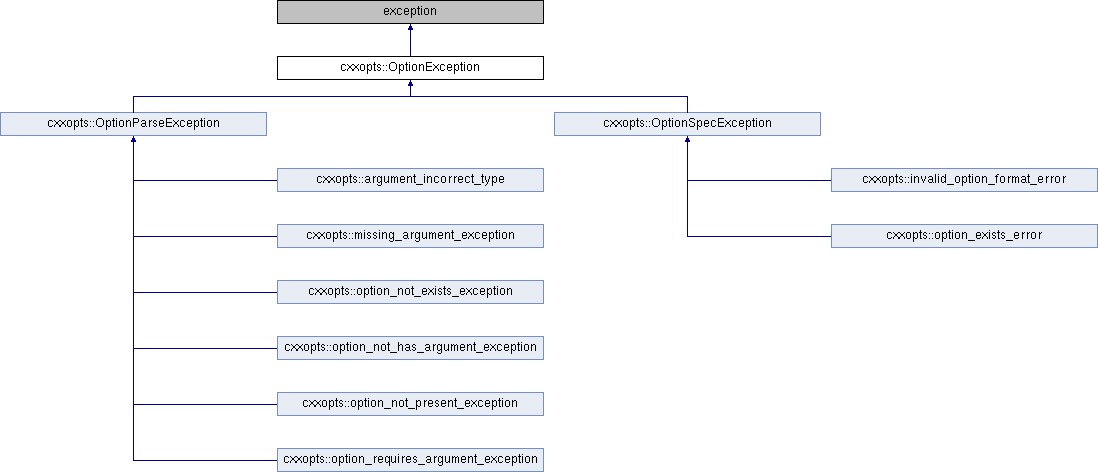 exception
cxxopts::OptionException
cxxopts::OptionParseException
cxxopts::OptionSpecException
cxxopts::argument_incorrect_type
cxxopts::invalid_option_format_error
cxxopts::missing_argument_exception
cxxopts::option_exists_error
cxxopts::option_not_exists_exception
cxxopts::option_not_has_argument_exception
cxxopts::option_not_present_exception
cxxopts::option_requires_argument_exception